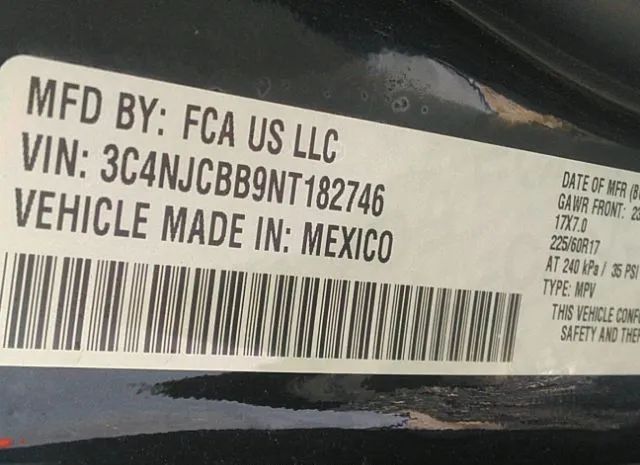 MFD BY: FCA US LLC
VIN: 3C4NJCBB9NT182746
VEHICLE MADE IN: MEXICO
DATE OF MFR
GAWR FRONT:
17X7.0
225/60R17
AT 240 kPa / 35 PSI
TYPE: MPV
THIS VEHICLE
SAFETY AND